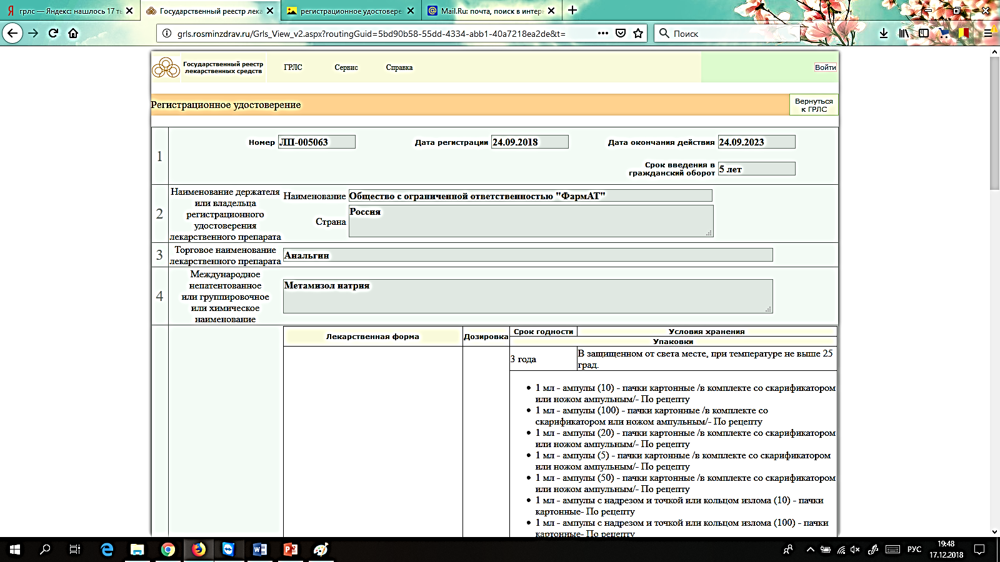 грлс — Яндекс: нашлось 17 ть
Государственный реестр лека
регистрационное удостовере
Mail.Ru: почта, поиск в интер
grls.rosminzdrav.ru/Grls_View_v2.aspx?routingGuid=5bd90b58-55dd-4334-abb1-40a7218ea2de&t=
Поиск
Государственный реестр
лекарственных средств
ГРЛС
Сервис
Справка
Войти
Регистрационное удостоверение
Вернуться
к ГРЛС
1
Номер ЛП-005063
Дата регистрации 24.09.2018
Дата окончания действия 24.09.2023
Срок введения в
гражданский оборот 5 лет
2
Наименование держателя
или владельца
регистрационного
удостоверения
лекарственного препарата
Наименование Общество с ограниченной ответственностью "ФармАТ"
Страна Россия
3
Торговое наименование
лекарственного препарата
Анальгин
4
Международное
непатентованное
или группировочное
или химическое
наименование
Метамизол натрия
Лекарственная форма
Дозировка
Срок годности
Условия хранения
Упаковки
3 года
В защищенном от света месте, при температуре не выше 25
град.
• 1 мл - ампулы (10) - пачки картонные /в комплекте со скарификатором
или ножом ампульным/- По рецепту
• 1 мл - ампулы (100) - пачки картонные /в комплекте со
скарификатором или ножом ампульным/- По рецепту
• 1 мл - ампулы (20) - пачки картонные /в комплекте со скарификатором
или ножом ампульным/- По рецепту
• 1 мл - ампулы (5) - пачки картонные /в комплекте со скарификатором
или ножом ампульным/- По рецепту
• 1 мл - ампулы (50) - пачки картонные /в комплекте со скарификатором
или ножом ампульным/- По рецепту
• 1 мл - ампулы с надрезом и точкой или кольцом излома (10) - пачки
картонные- По рецепту
• 1 мл - ампулы с надрезом и точкой или кольцом излома (100) - пачки
картонные- По рецепту
РУС
19:48
17.12.2018